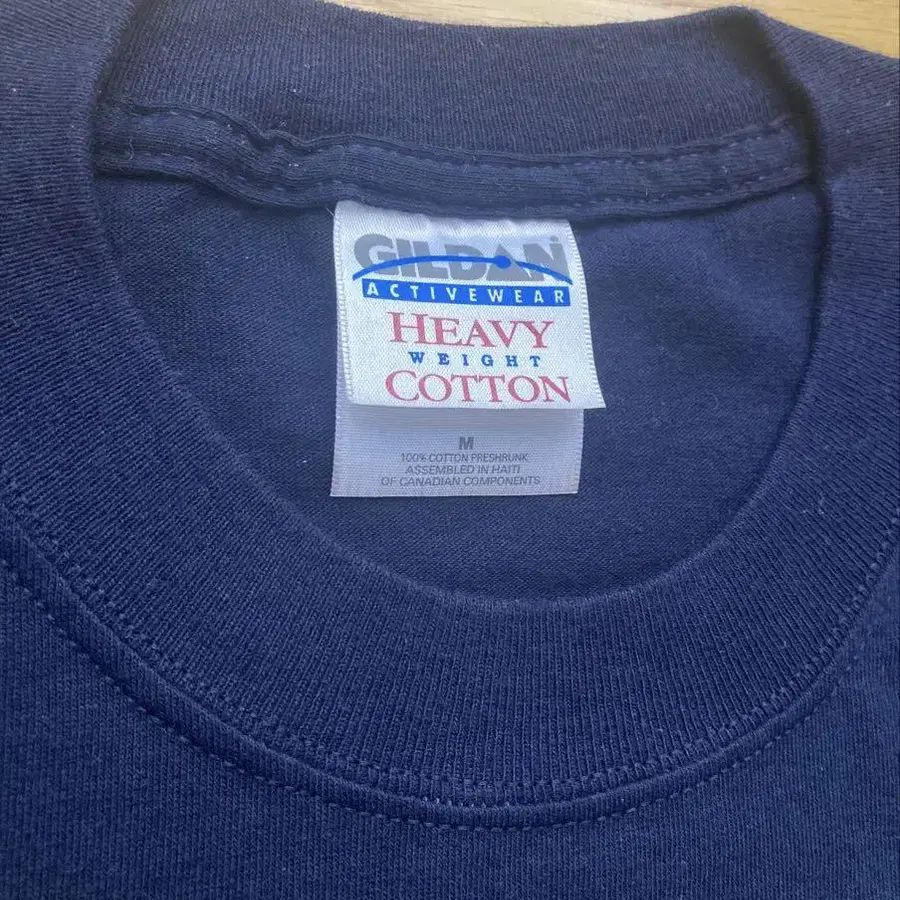 GILDAN
ACTIVEWEAR
HEAVY
WEIGHT
COTTON
M
100% COTTON PRESHRUNK
ASSEMBLED IN HAITI
OF CANADIAN COMPONENTS